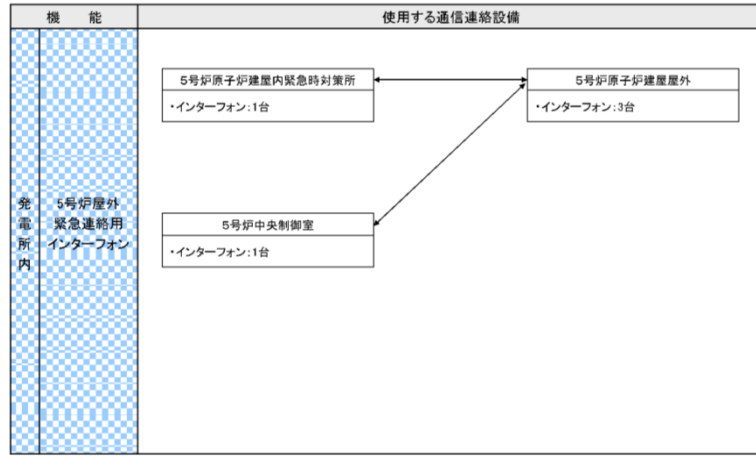 機　能
使用する通信連絡設備
発電所内
5号炉屋外
緊急連絡用
インターフォン
5号炉原子炉建屋内緊急時対策所
・インターフォン:1台
5号炉原子炉建屋屋外
・インターフォン:3台
5号炉中央制御室
・インターフォン:1台